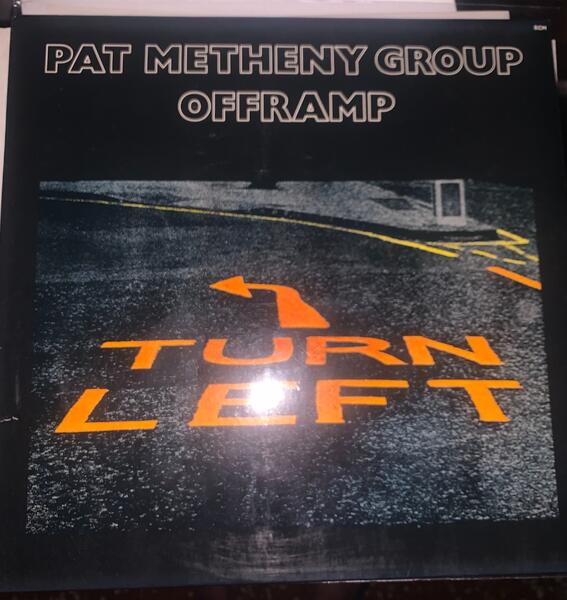 ECM
PAT METHENY GROUP
OFFRAMP
TURN
LEFT